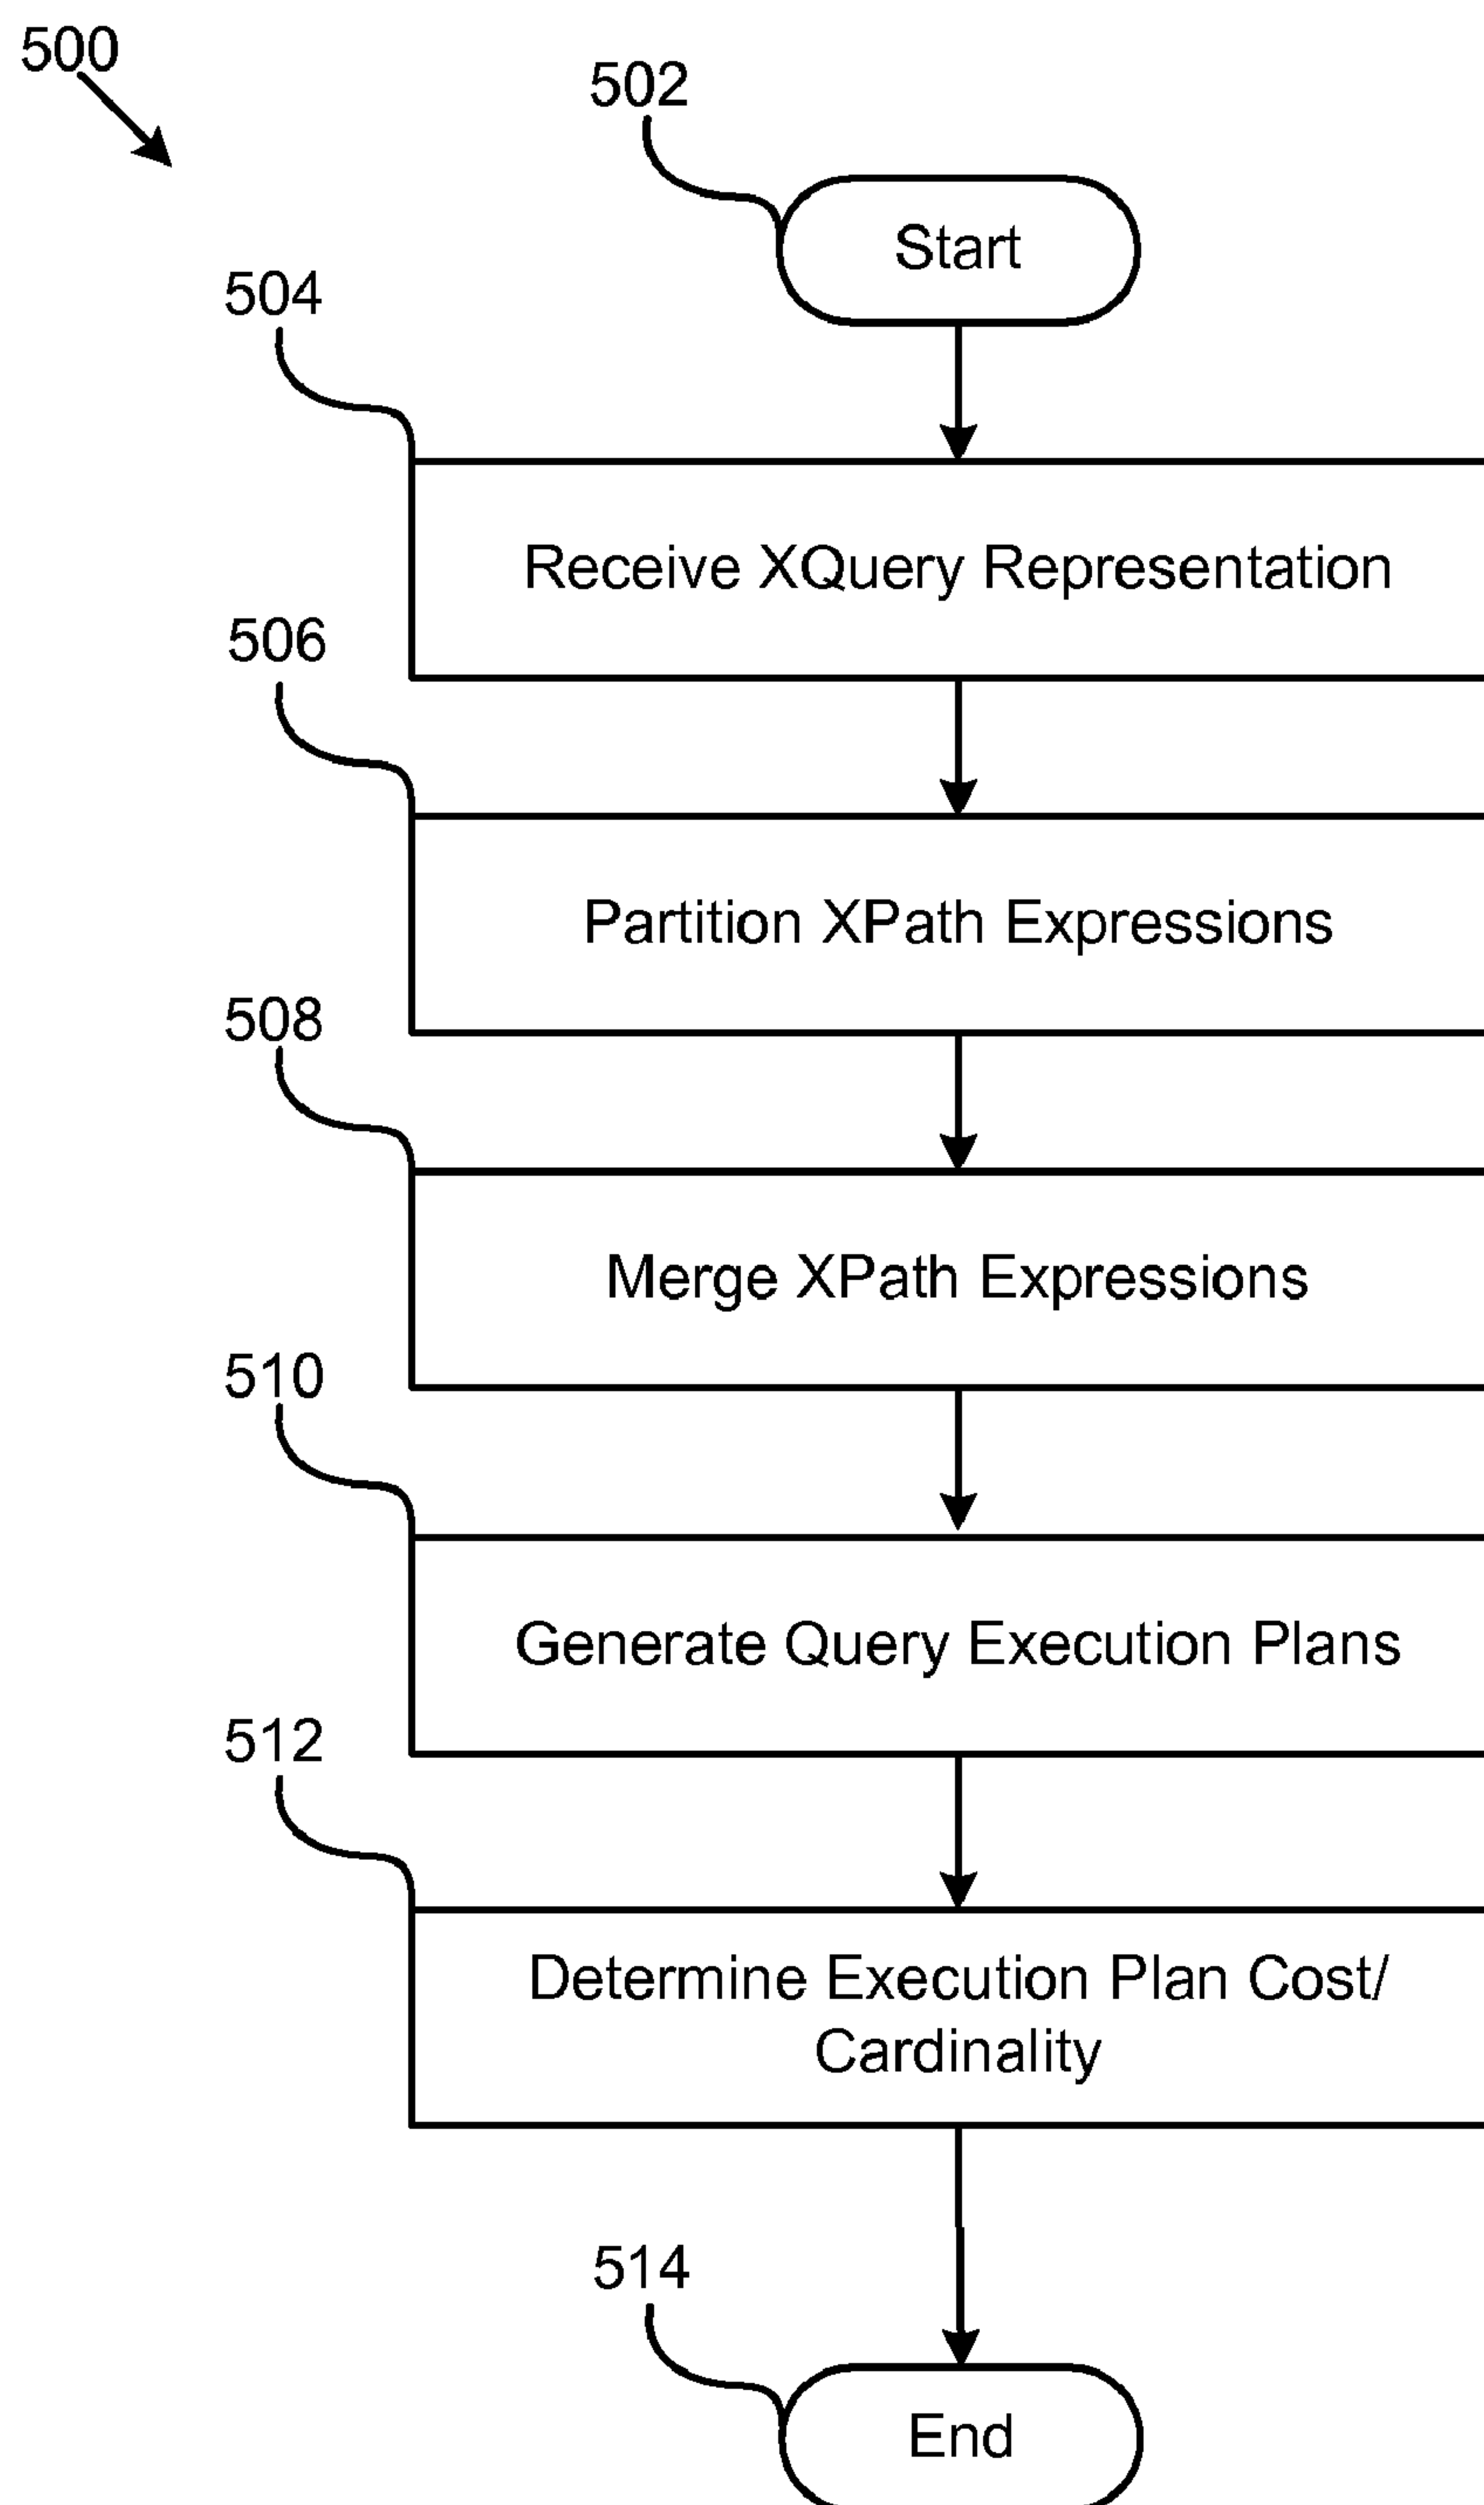 500
502
Start
504
Receive XQuery Representation
506
Partition XPath Expressions
508
Merge XPath Expressions
510
Generate Query Execution Plans
512
Determine Execution Plan Cost/
Cardinality
514
End